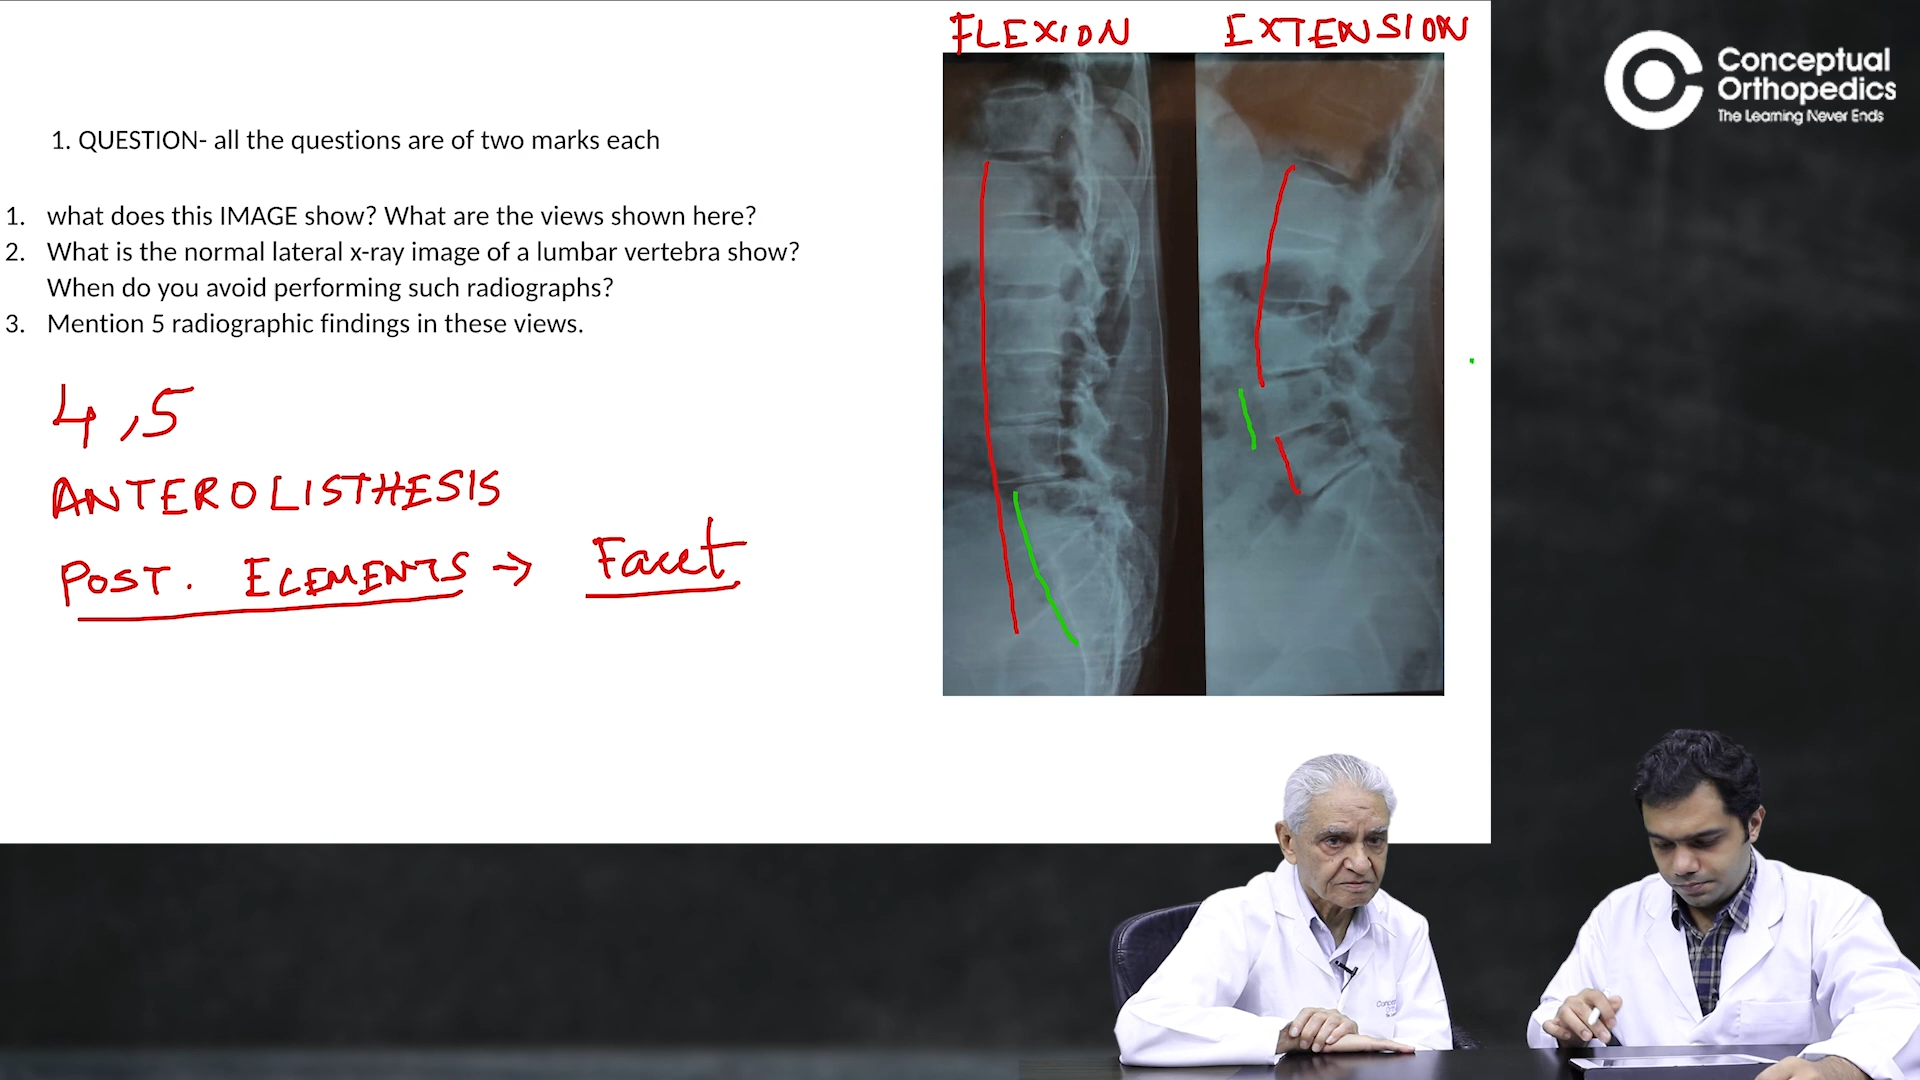 FLEXION EXTENSION
Conceptual
Orthopedics
The Learning Never Ends
1. QUESTION- all the questions are of two marks each
1. what does this IMAGE show? What are the views shown here?
2. What is the normal lateral x-ray image of a lumbar vertebra show?
When do you avoid performing such radiographs?
3. Mention 5 radiographic findings in these views.
4,5
ANTEROLISTHESIS
POST. ELEMENTS → Facet